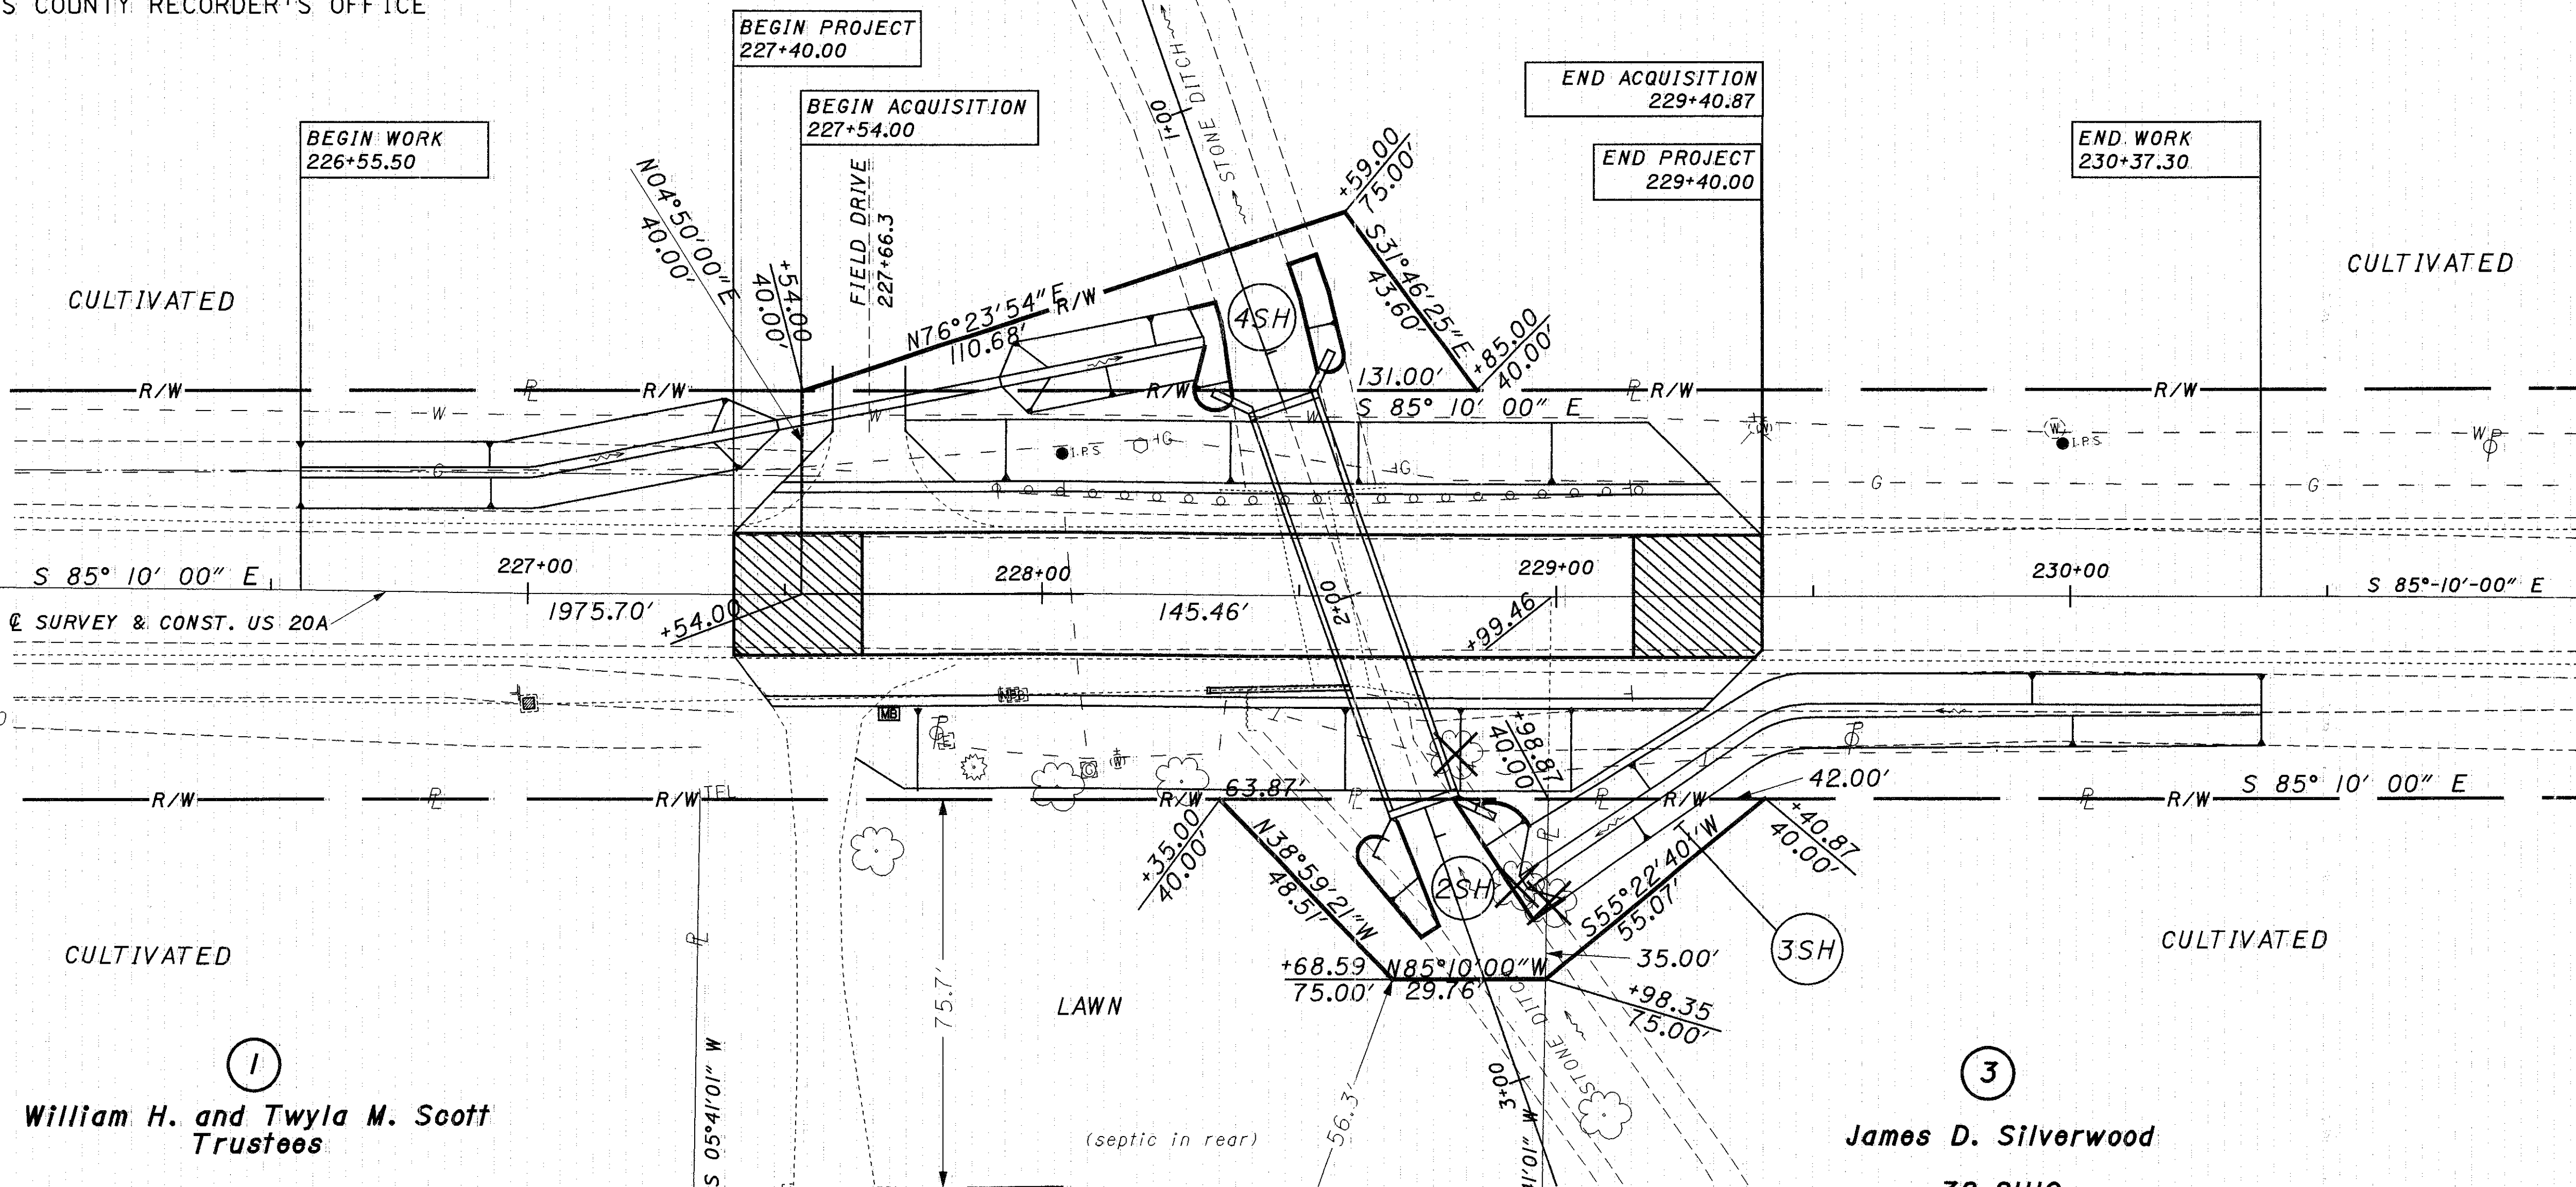 S COUNTY RECORDER'S OFFICE
BEGIN PROJECT
227+40.00
BEGIN ACQUISITION
227+54.00
BEGIN WORK
226+55.50
END ACQUISITION
229+40.87
END PROJECT
229+40.00
END WORK
230+37.30
STONE DITCH
1+00
N04°50'00"E
40.00'
+54.00
40.00'
FIELD DRIVE
227+66.3
+59.00
75.00'
S31°46'25"E
43.60'
+85.00
40.00'
N76°23'54"E
110.68'
R/W
4SH
CULTIVATED
CULTIVATED
R/W
R/W
R/W
131.00'
R/W
R/W
S 85° 10' 00" E
W
W
W
W
W
G
G
G
G
G
I.P.S
I.P.S
S 85° 10' 00" E
227+00
228+00
229+00
230+00
S 85°-10'-00" E
℄ SURVEY & CONST. US 20A
1975.70'
+54.00
145.46'
2+00
+99.46
MB
+98.87
40.00
42.00'
S 85° 10' 00" E
R/W
R/W
TEL
R/W
63.87'
R/W
R/W
+35.00
40.00'
N38°59'21"W
48.51'
2SH
S55°22'40"W
55.07'
+40.87
40.00'
3SH
35.00'
+68.59
75.00'
N85°10'00"W
29.76'
+98.35
75.00'
STONE DITCH
CULTIVATED
CULTIVATED
LAWN
75.7'
56.3'
3+00
S 05°41'01" W
41'01" W
(septic in rear)
1
William H. and Twyla M. Scott
Trustees
3
James D. Silverwood